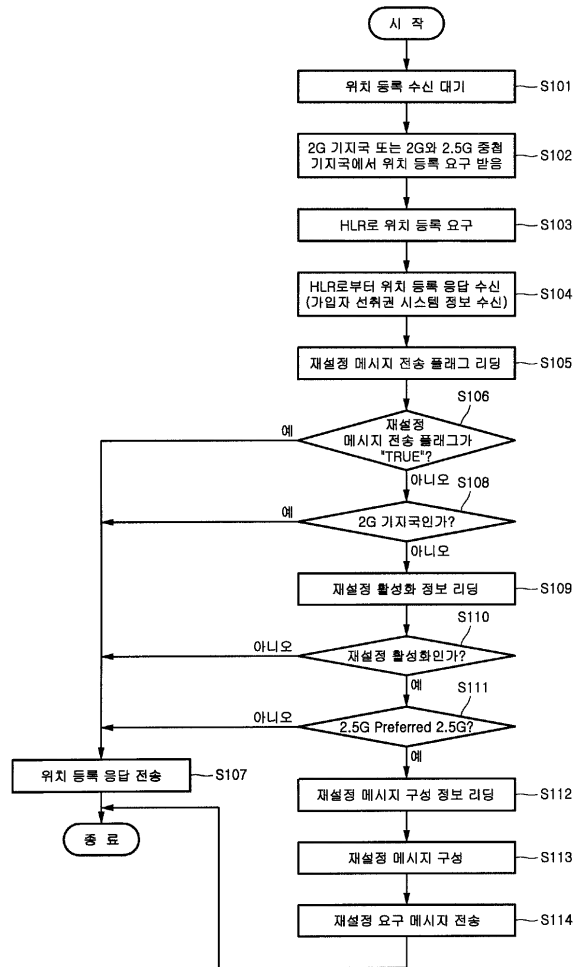 시 작
위치 등록 수신 대기
S101
2G 기지국 또는 2G와 2.5G 중첩
기지국에서 위치 등록 요구 받음
S102
HLR로 위치 등록 요구
S103
HLR로부터 위치 등록 응답 수신
(가입자 선취권 시스템 정보 수신)
S104
재설정 메시지 전송 플래그 리딩
S105
S106
재설정
메시지 전송 플래그가
"TRUE"?
예
아니오
S108
2G 기지국인가?
예
아니오
재설정 활성화 정보 리딩
S109
S110
재설정 활성화인가?
아니오
예
S111
2.5G Preferred 2.5G?
아니오
예
위치 등록 응답 전송
S107
재설정 메시지 구성 정보 리딩
S112
종 료
재설정 메시지 구성
S113
재설정 요구 메시지 전송
S114